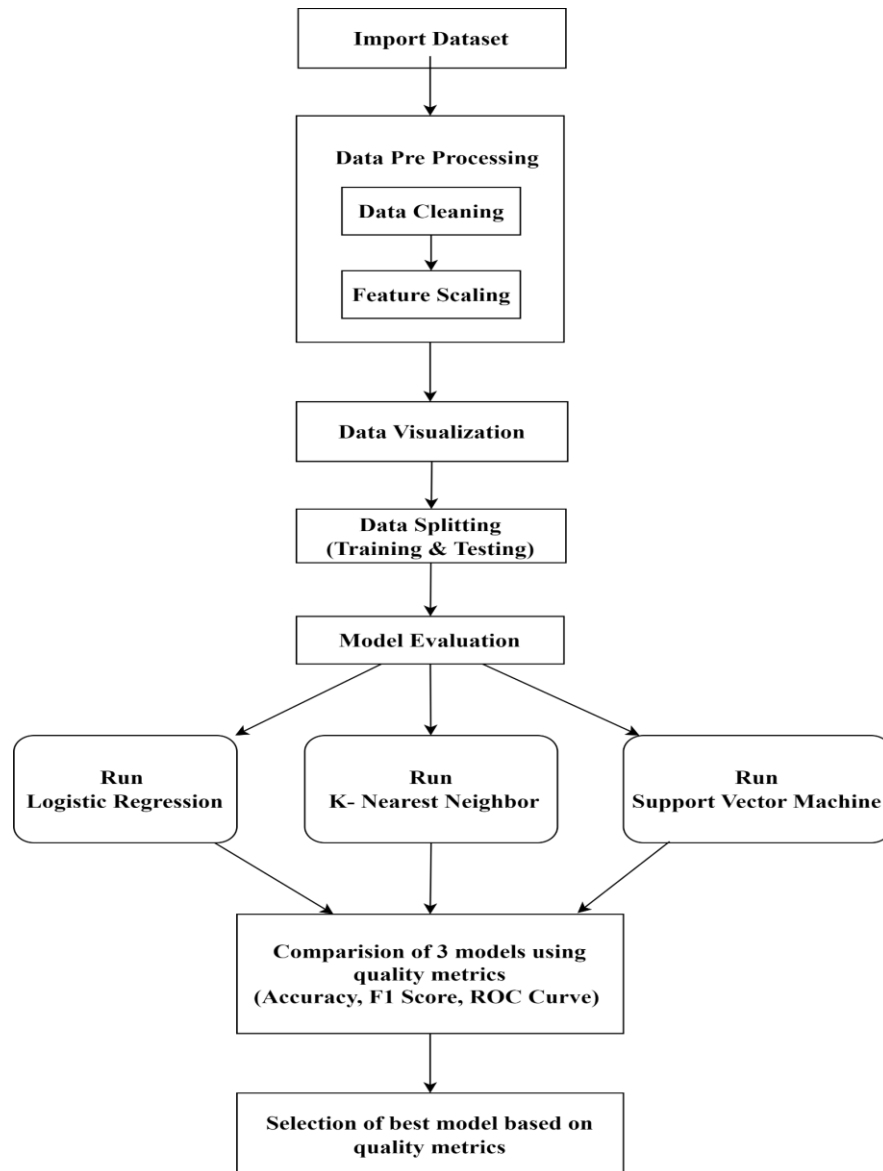 Import Dataset
Data Pre Processing
Data Cleaning
Feature Scaling
Data Visualization
Data Splitting
(Training & Testing)
Model Evaluation
Run
Logistic Regression
Run
K- Nearest Neighbor
Run
Support Vector Machine
Comparision of 3 models using
quality metrics
(Accuracy, F1 Score, ROC Curve)
Selection of best model based on
quality metrics